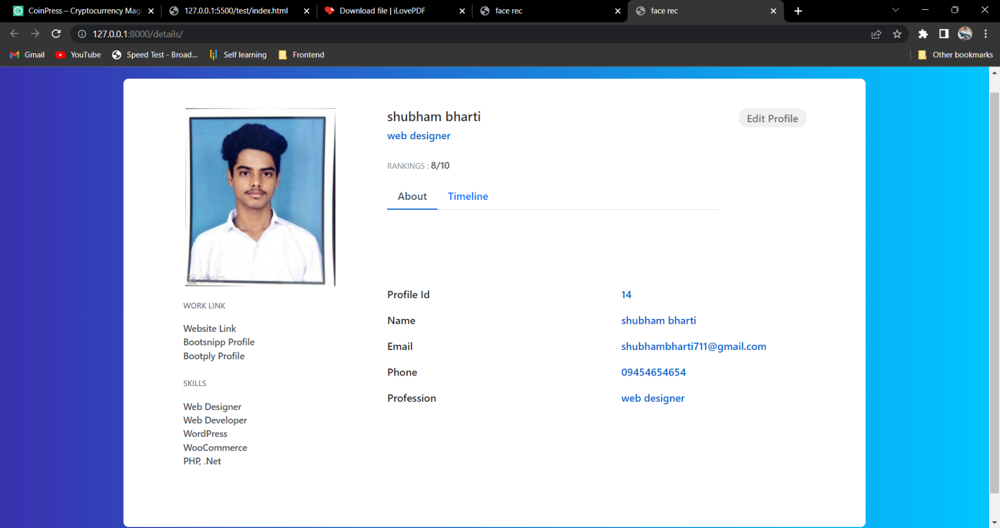 CoinPress – Cryptocurrency Maga
127.0.0.1:5500/test/index.html
Download file | iLovePDF
face rec
face rec
127.0.0.1:8000/details/
Gmail
YouTube
Speed Test - Broad...
Self learning
Frontend
Other bookmarks
shubham bharti
Edit Profile
web designer
RANKINGS : 8/10
About Timeline
WORK LINK
Website Link
Bootsnipp Profile
Bootply Profile
SKILLS
Web Designer
Web Developer
WordPress
WooCommerce
PHP, .Net
Profile Id 14
Name shubham bharti
Email shubhambharti711@gmail.com
Phone 09454654654
Profession web designer